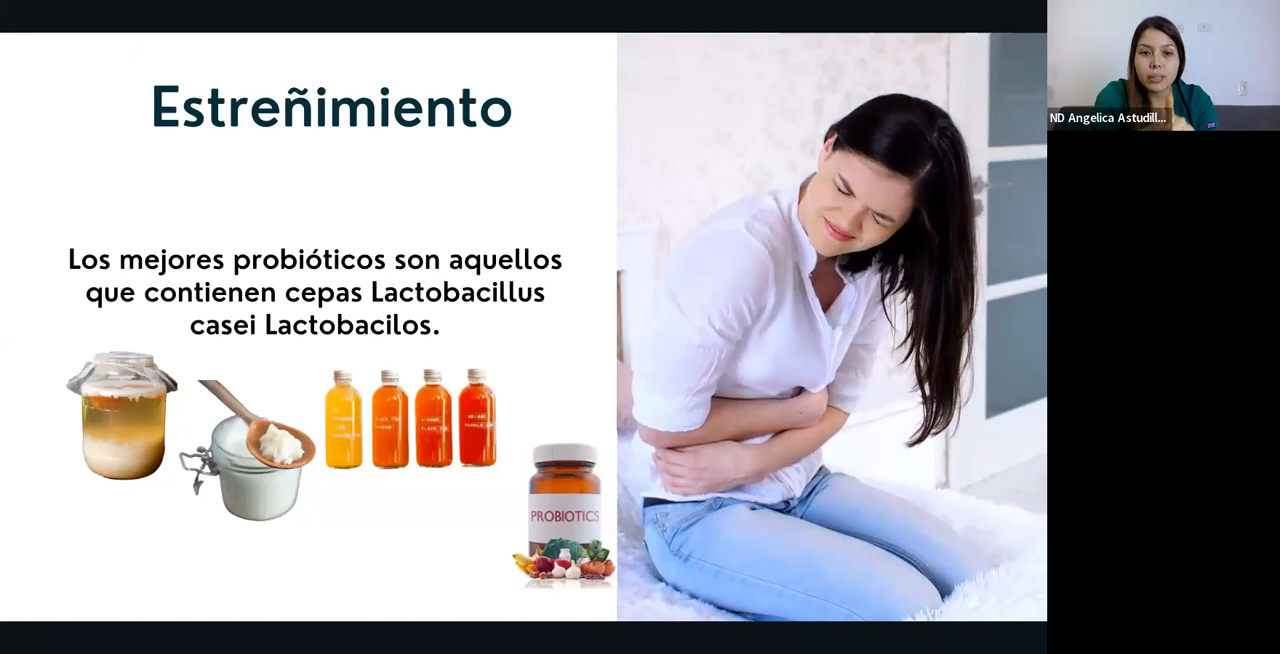 Estreñimiento
Los mejores probióticos son aquellos
que contienen cepas Lactobacillus
casei Lactobacilos.
PROBIOTICS
ND Angelica Astudill...